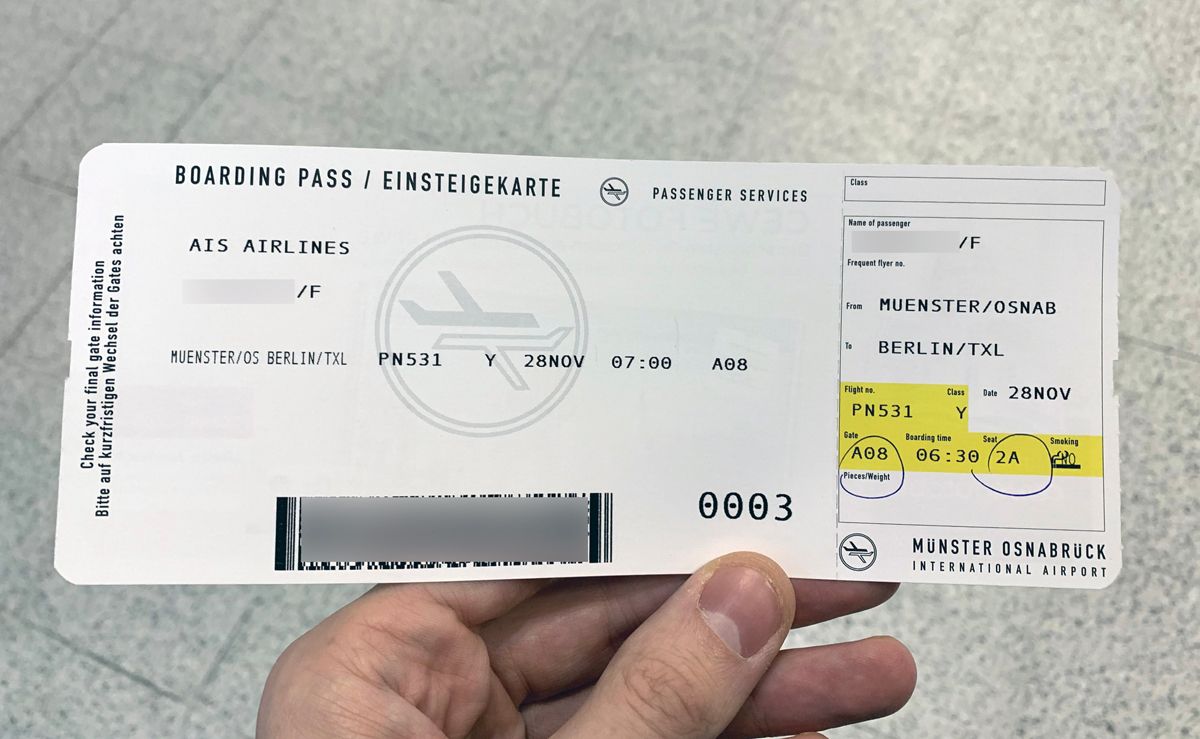 BOARDING PASS / EINSTEIGEKARTE
PASSENGER SERVICES
AIS AIRLINES
/F
MUENSTER/OS BERLIN/TXL PN531 Y 28NOV 07:00 A08
0003
Check your final gate information
Bitte auf kurzfristigen Wechsel der Gates achten
Class
Name of passenger
/F
Frequent flyer no.
From MUENSTER/OSNAB
To BERLIN/TXL
Flight no. Class Date 28NOV
PN531 Y
Gate Boarding time Seat Smoking
A08 06:30 2A NO
Pieces/Weight
MÜNSTER OSNABRÜCK
INTERNATIONAL AIRPORT